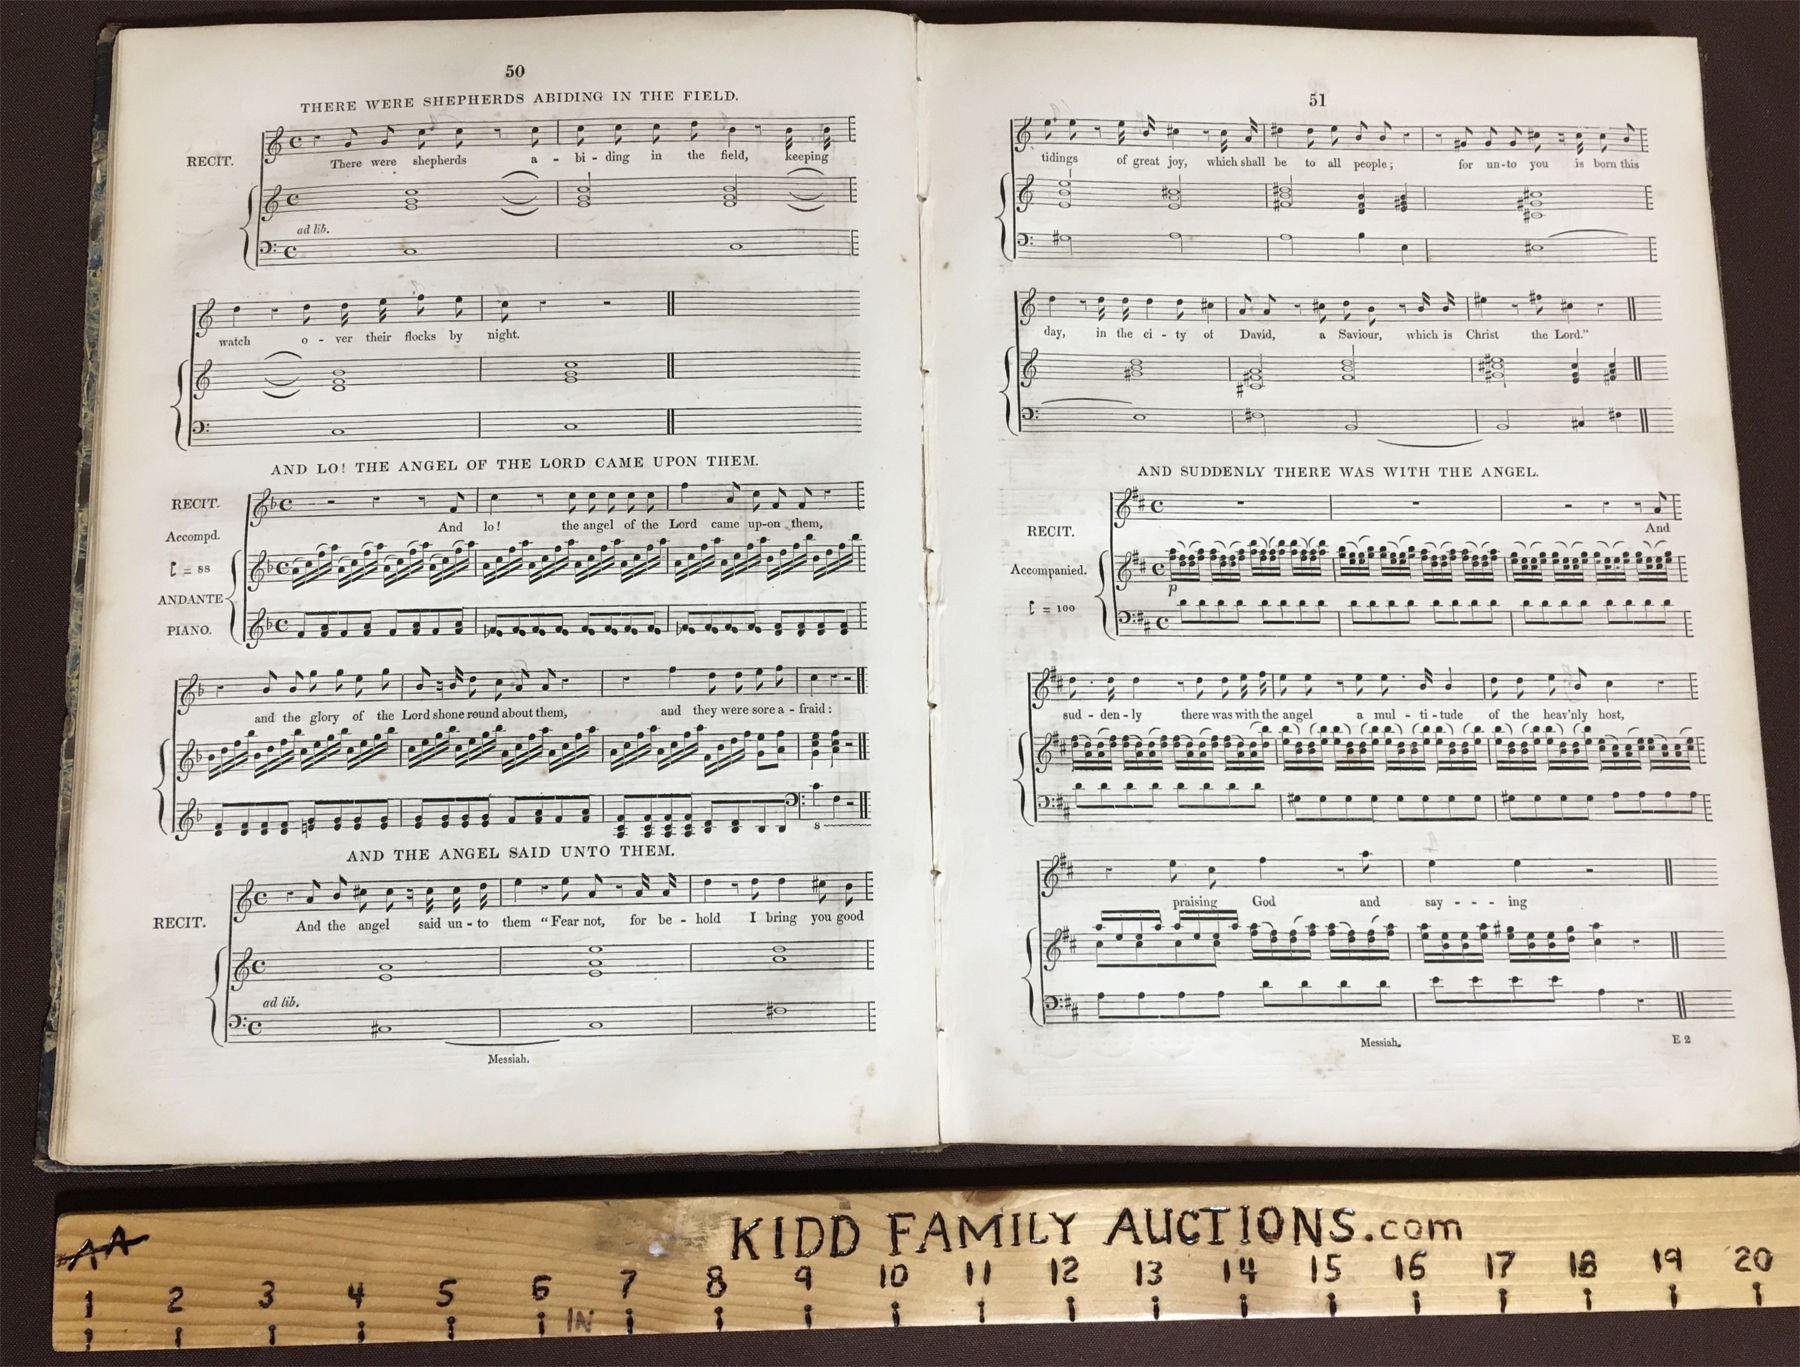 50
THERE WERE SHEPHERDS ABIDING IN THE FIELD.
RECIT.
There were shepherds a - bi - ding in the field, keeping
ad lib.
watch o - ver their flocks by night.
AND LO! THE ANGEL OF THE LORD CAME UPON THEM.
RECIT.
And lo! the angel of the Lord came up-on them,
Accompd.
= 88
ANDANTE
PIANO.
and the glory of the Lord shone round about them, and they were sore a - fraid:
8
AND THE ANGEL SAID UNTO THEM.
RECIT.
And the angel said un - to them “Fear not, for be - hold I bring you good
ad lib.
Messiah.
51
tidings of great joy, which shall be to all people; for un-to you is born this
day, in the ci - ty of David, a Saviour, which is Christ the Lord.”
AND SUDDENLY THERE WAS WITH THE ANGEL.
RECIT.
And
Accompanied.
p
= 100
sud - den - ly there was with the angel a mul - ti - tude of the heav'nly host,
praising God and say - - - ing
Messiah.
E 2
KIDD FAMILY AUCTIONS.com
AA
1 2 3 4 5 6 7 8 9 10 11 12 13 14 15 16 17 18 19 20
IN